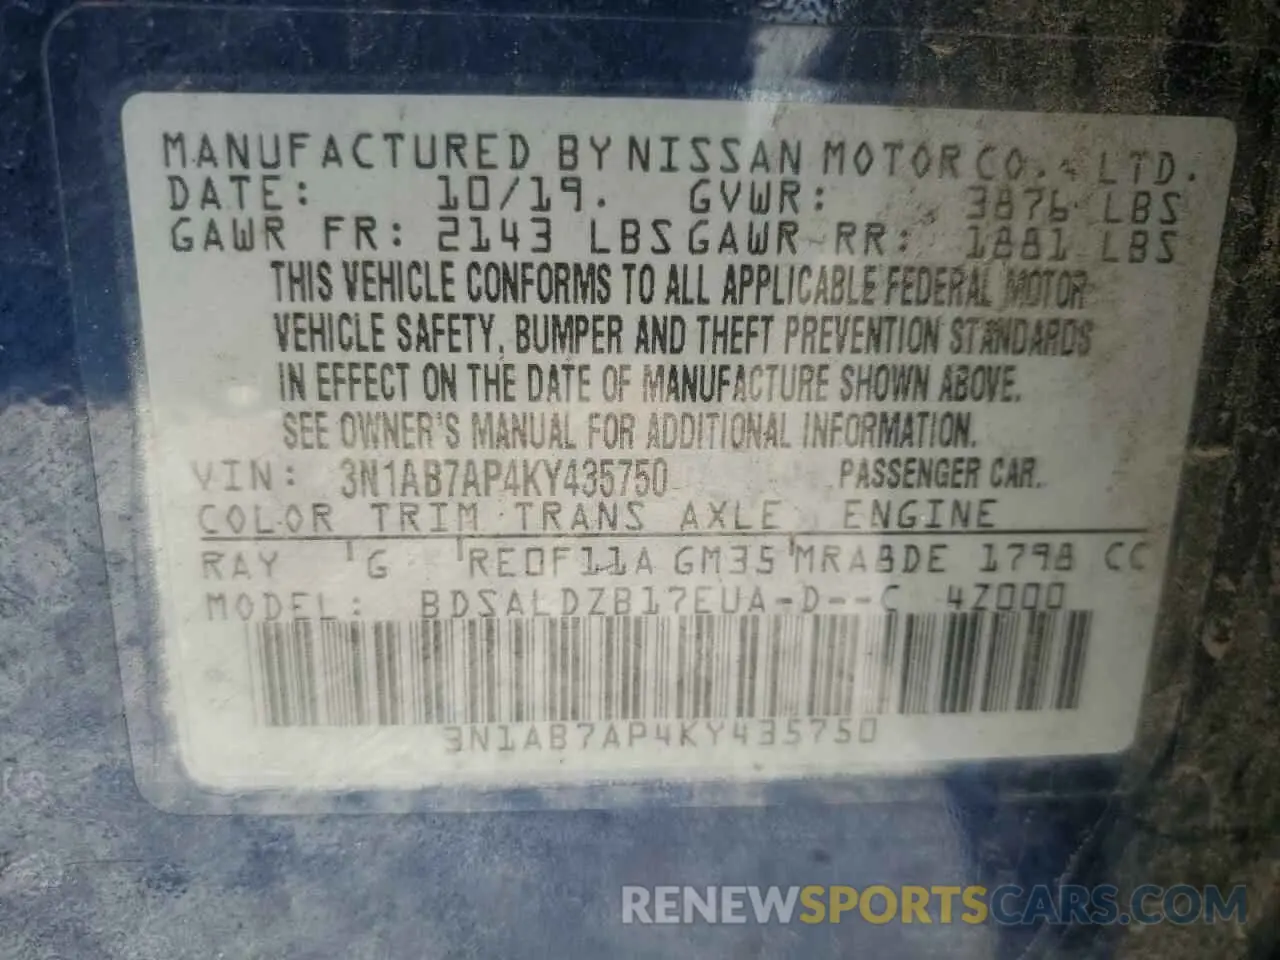 MANUFACTURED BY NISSAN MOTOR CO., LTD.
DATE: 10/19. GVWR: 3876 LBS
GAWR FR: 2143 LBS GAWR RR: 1881 LBS
THIS VEHICLE CONFORMS TO ALL APPLICABLE FEDERAL MOTOR
VEHICLE SAFETY, BUMPER AND THEFT PREVENTION STANDARDS
IN EFFECT ON THE DATE OF MANUFACTURE SHOWN ABOVE.
SEE OWNER'S MANUAL FOR ADDITIONAL INFORMATION.
VIN: 3N1AB7AP4KY435750 PASSENGER CAR.
COLOR TRIM TRANS AXLE ENGINE
RAY G RE0F11A GM35 MRA8DE 1798 CC
MODEL: BDSALDZB17EUA-D--C 4Z000
3N1AB7AP4KY435750
RENEWSPORTSCARS.COM